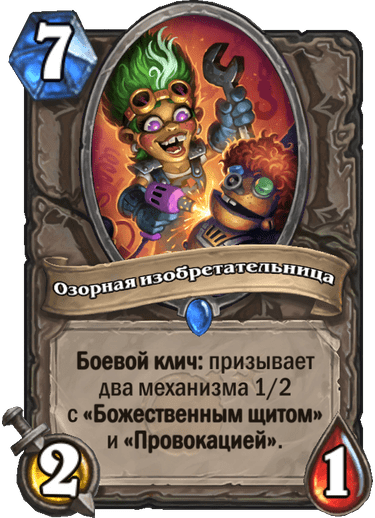 7
Озорная изобретательница
Боевой клич: призывает
два механизма 1/2
с «Божественным щитом»
и «Провокацией».
2
1